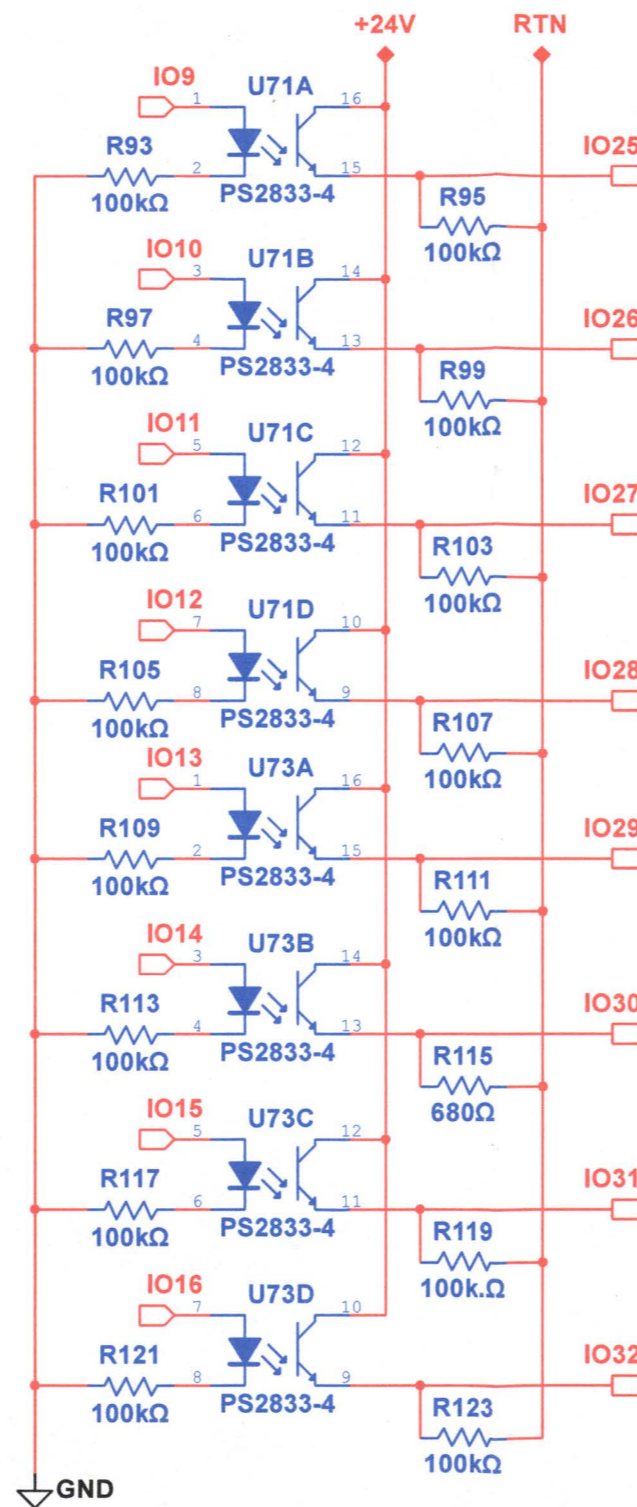 +24V RTN
IO9 U71A
1 16
R93 IO25
2 15
100kΩ PS2833-4 R95
100kΩ
IO10 U71B
3 14
R97 IO26
4 13
100kΩ PS2833-4 R99
100kΩ
IO11 U71C
5 12
R101 IO27
6 11
100kΩ PS2833-4 R103
100kΩ
IO12 U71D
7 10
R105 IO28
8 9
100kΩ PS2833-4 R107
100kΩ
IO13 U73A
1 16
R109 IO29
2 15
100kΩ PS2833-4 R111
100kΩ
IO14 U73B
3 14
R113 IO30
4 13
100kΩ PS2833-4 R115
680Ω
IO15 U73C
5 12
R117 IO31
6 11
100kΩ PS2833-4 R119
100k.Ω
IO16 U73D
7 10
R121 IO32
8 9
100kΩ PS2833-4 R123
100kΩ
GND